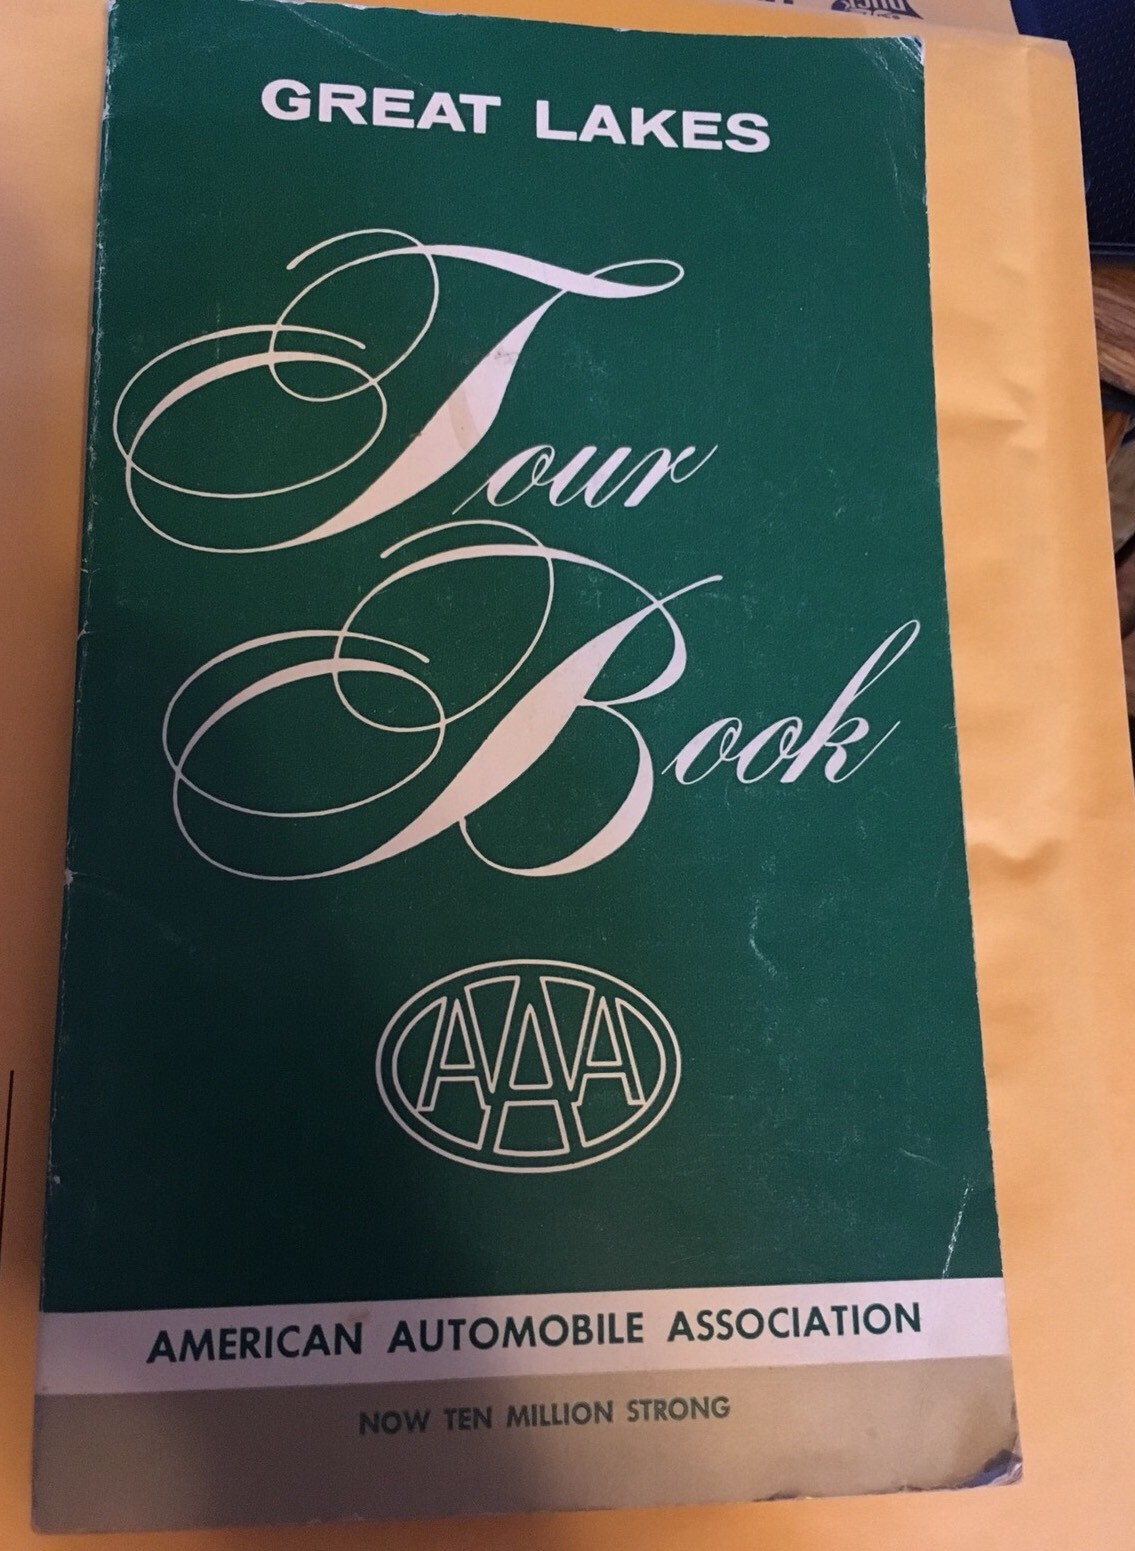 GREAT LAKES
Tour
Book
AAA
AMERICAN AUTOMOBILE ASSOCIATION
NOW TEN MILLION STRONG